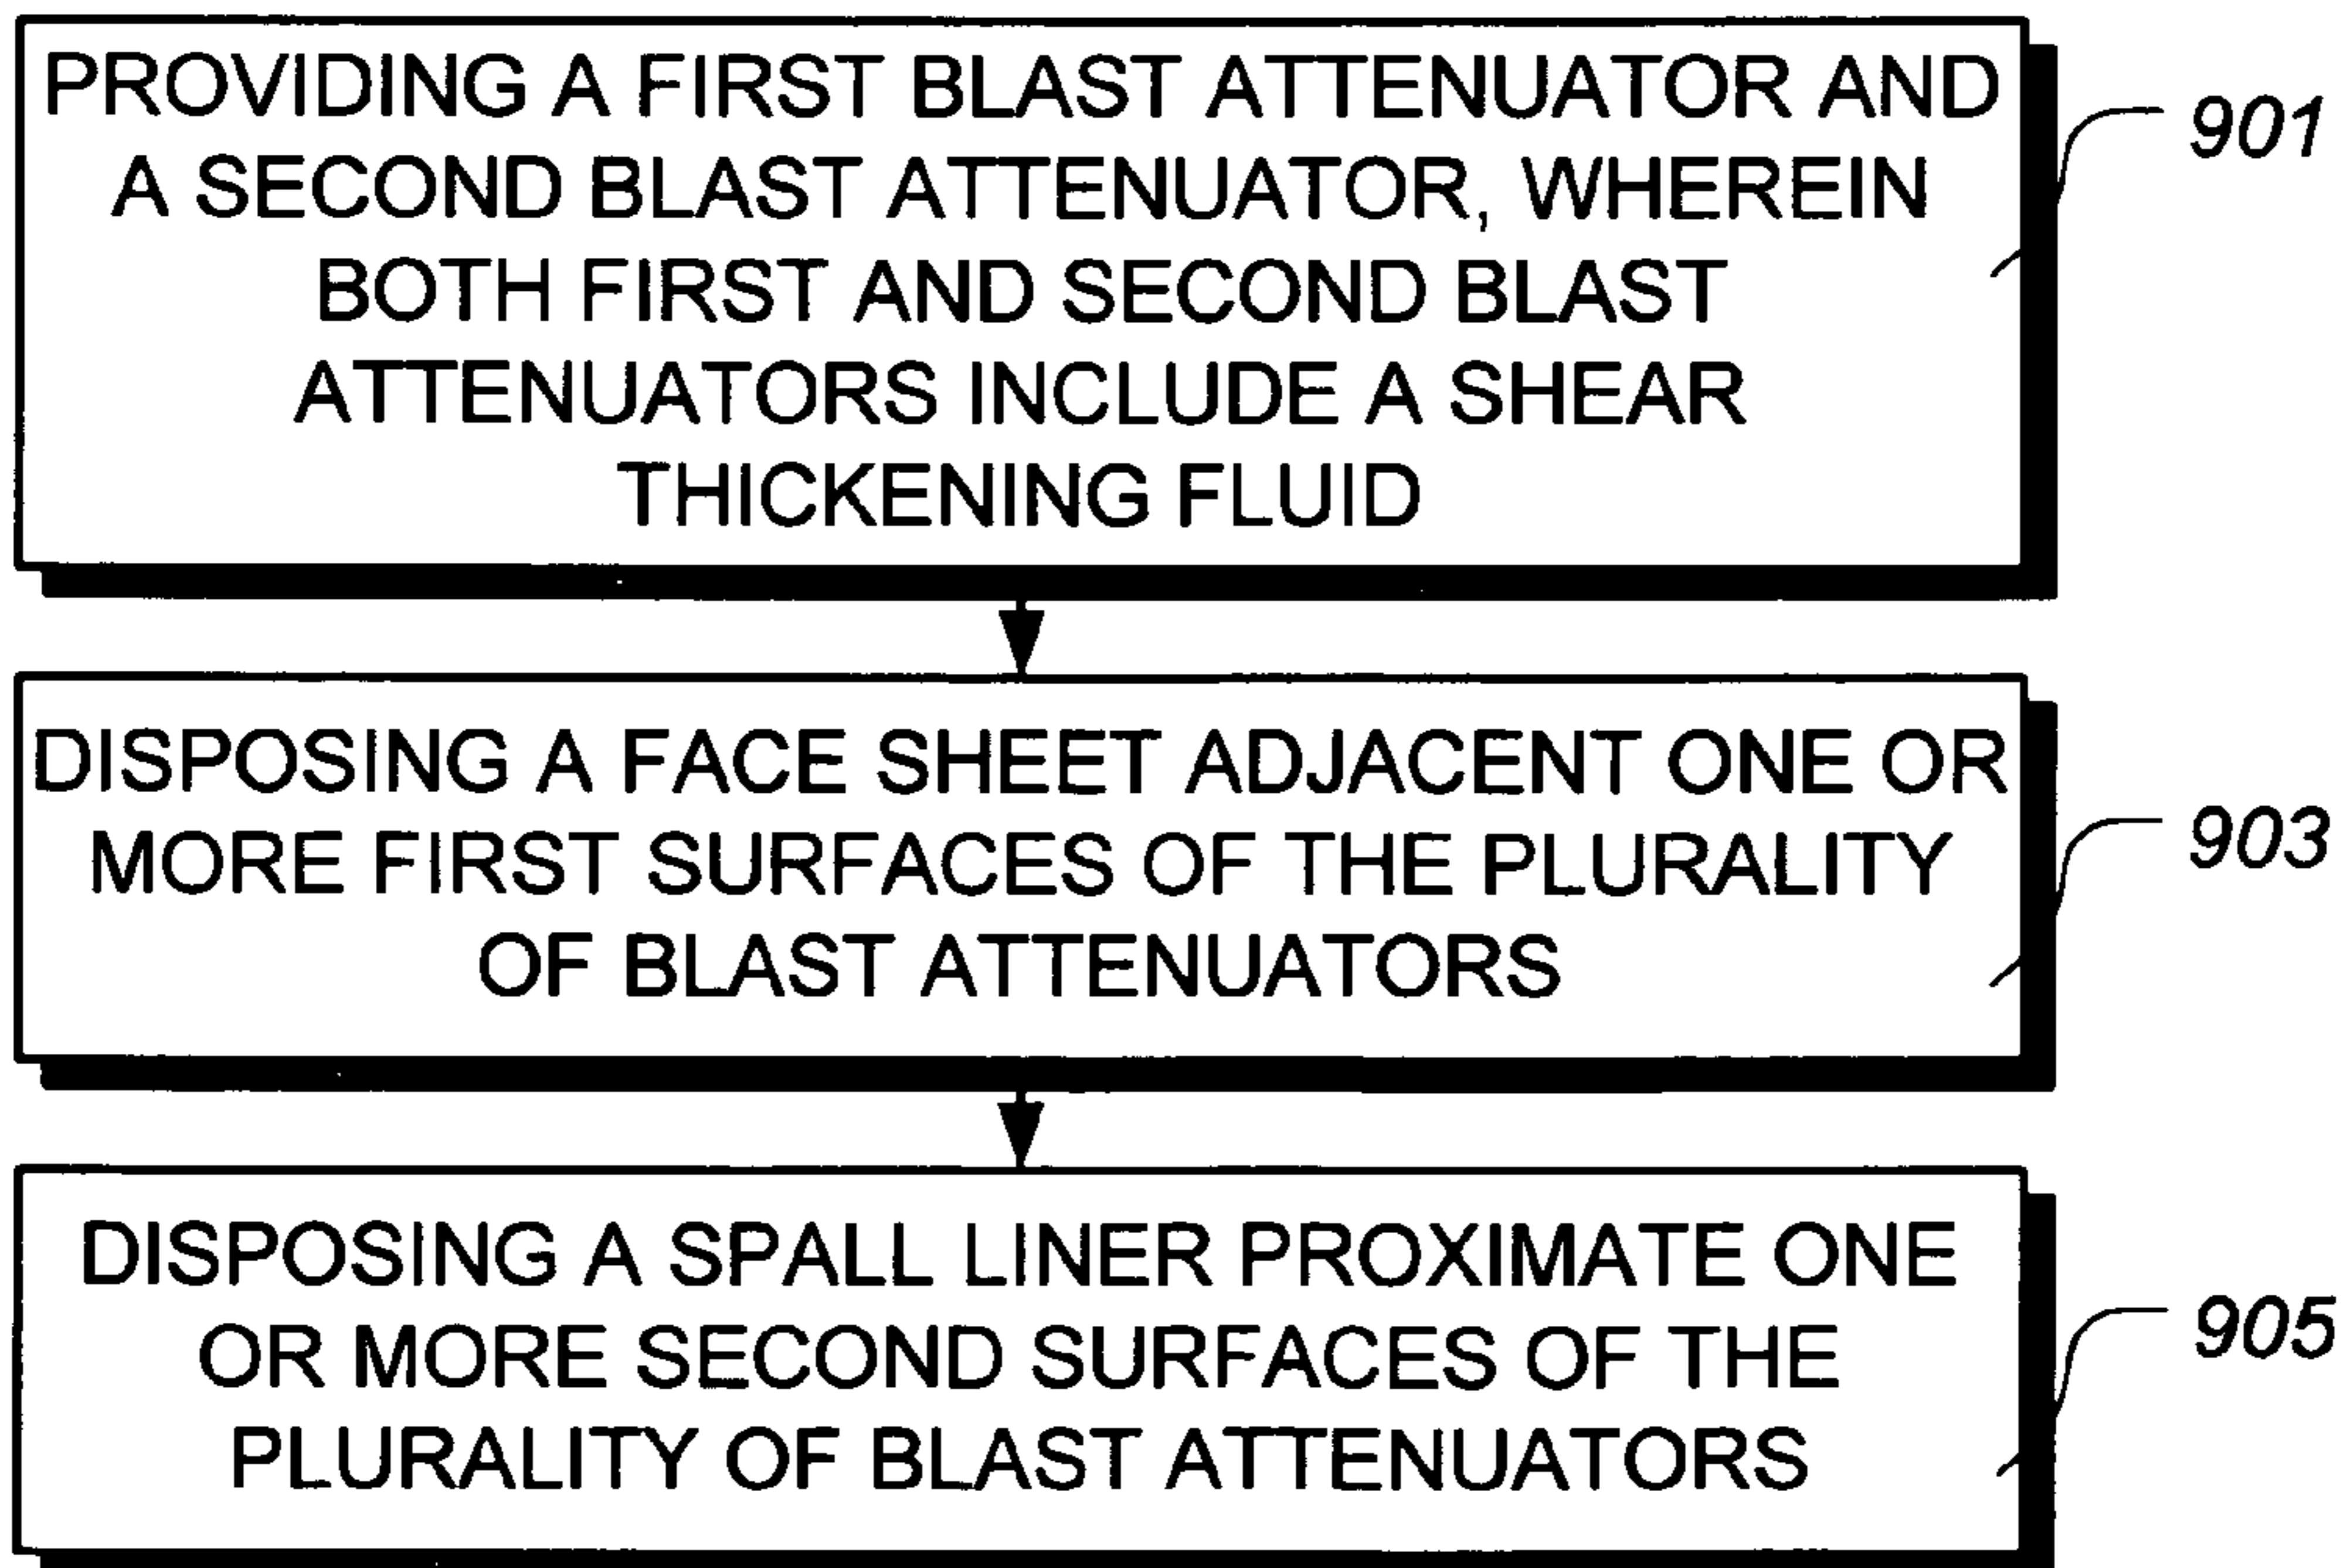 PROVIDING A FIRST BLAST ATTENUATOR AND
A SECOND BLAST ATTENUATOR, WHEREIN
BOTH FIRST AND SECOND BLAST
ATTENUATORS INCLUDE A SHEAR
THICKENING FLUID
901
DISPOSING A FACE SHEET ADJACENT ONE OR
MORE FIRST SURFACES OF THE PLURALITY
OF BLAST ATTENUATORS
903
DISPOSING A SPALL LINER PROXIMATE ONE
OR MORE SECOND SURFACES OF THE
PLURALITY OF BLAST ATTENUATORS
905